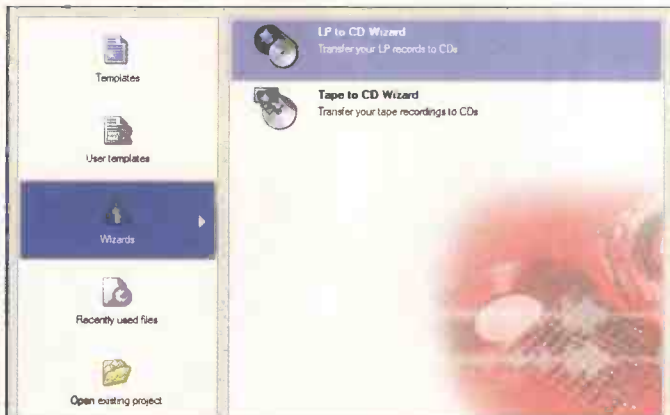 Templates
User templates
Wizards
Recently used files
Open existing project
LP to CD Wizard
Transfer your LP records to CDs
Tape to CD Wizard
Transfer your tape recordings to CDs